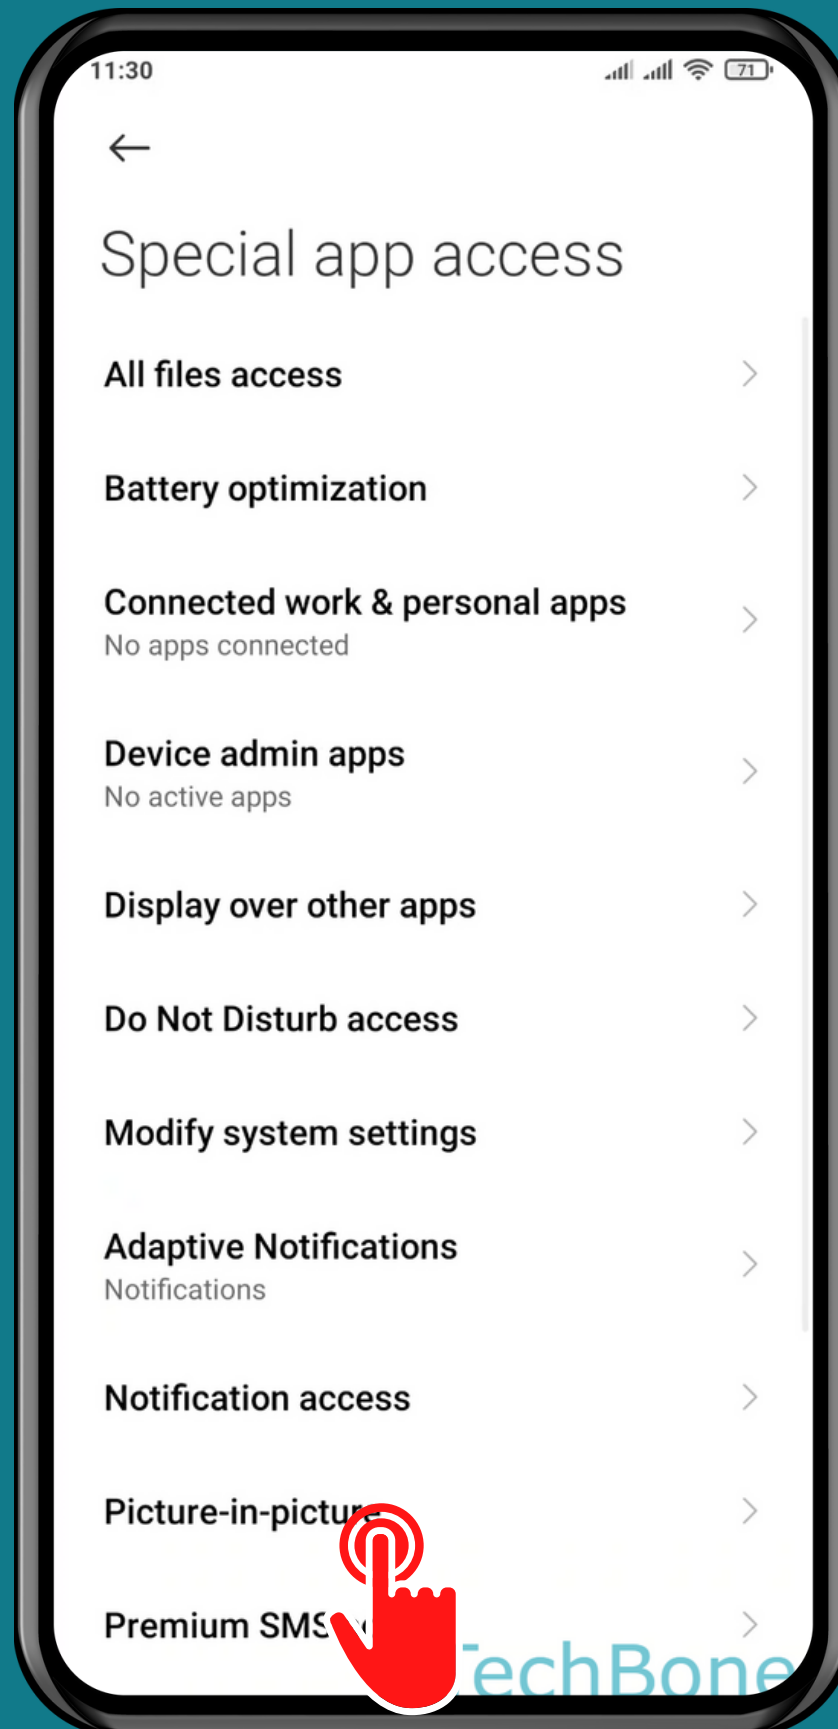 11:30
71
Special app access
All files access
Battery optimization
Connected work & personal apps
No apps connected
Device admin apps
No active apps
Display over other apps
Do Not Disturb access
Modify system settings
Adaptive Notifications
Notifications
Notification access
Picture-in-picture
Premium SMS
TechBone